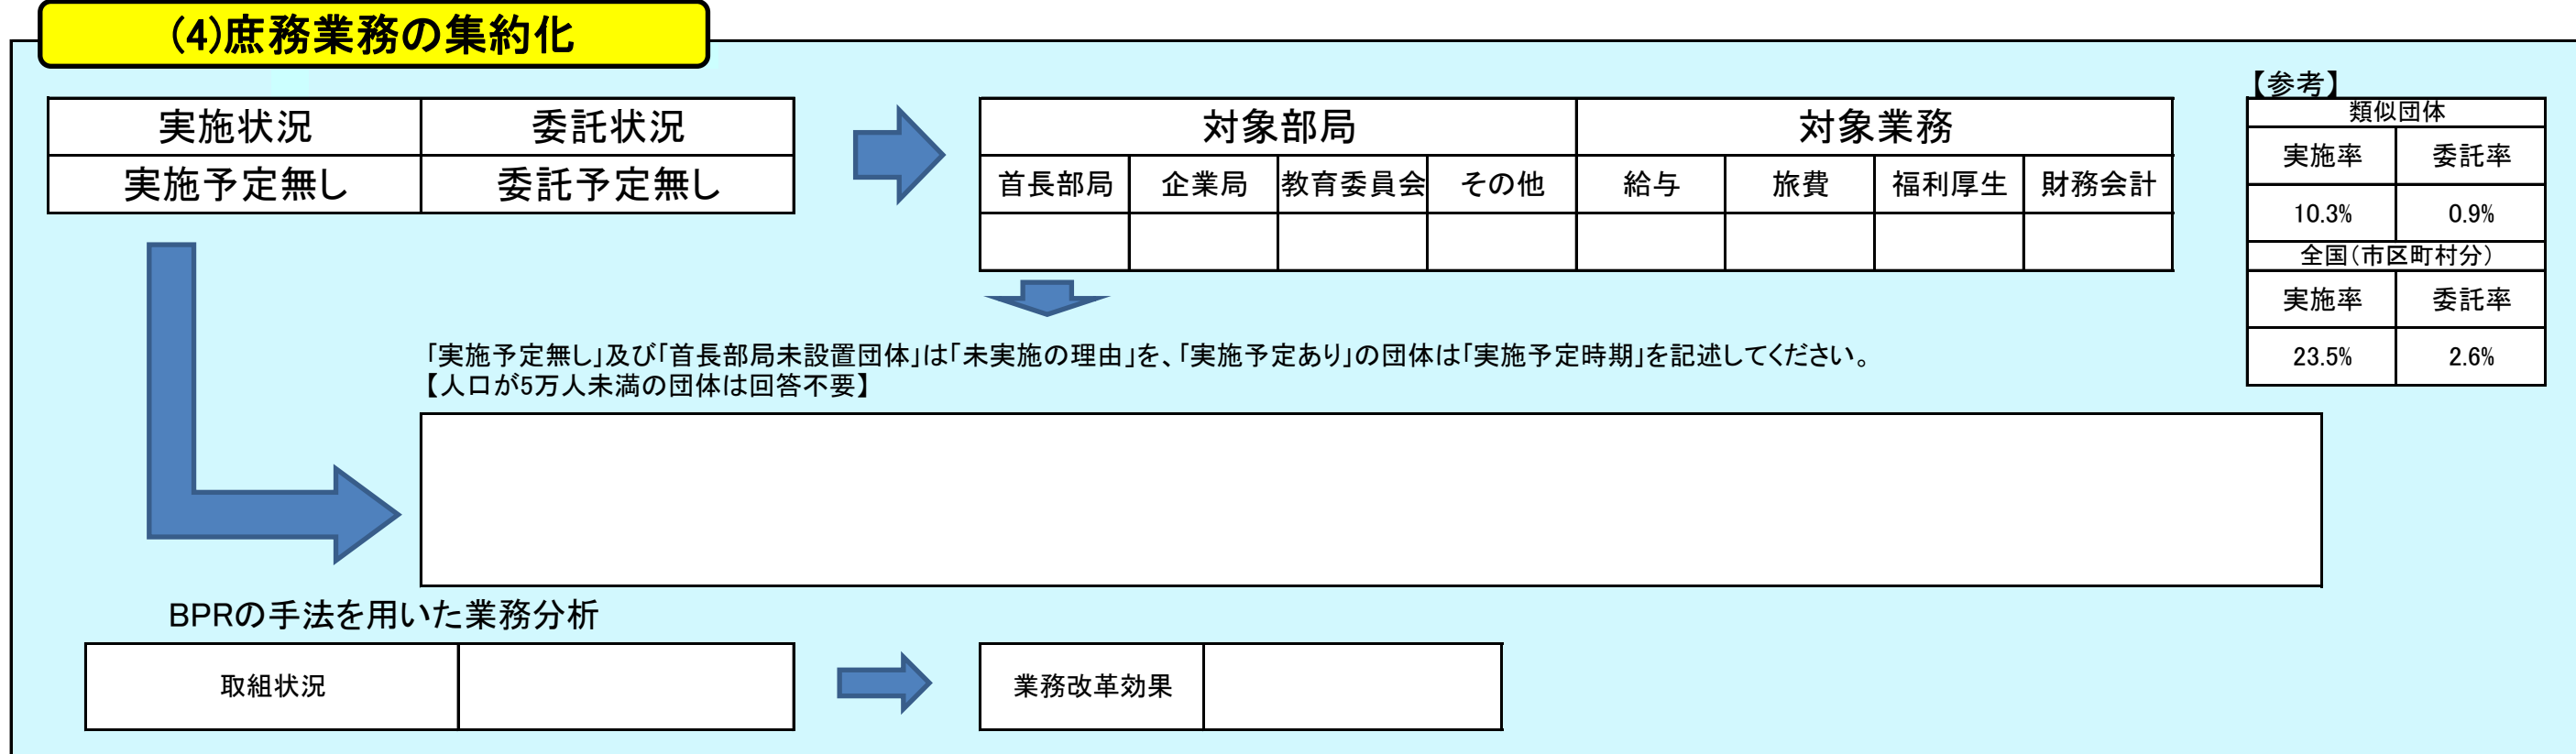 (4)庶務業務の集約化
実施状況 委託状況
実施予定無し 委託予定無し
対象部局 対象業務
首長部局 企業局 教育委員会 その他 給与 旅費 福利厚生 財務会計
【参考】
類似団体
実施率 委託率
10.3% 0.9%
全国(市区町村分)
実施率 委託率
23.5% 2.6%
「実施予定無し」及び「首長部局未設置団体」は「未実施の理由」を、「実施予定あり」の団体は「実施予定時期」を記述してください。
【人口が5万人未満の団体は回答不要】
BPRの手法を用いた業務分析
取組状況
業務改革効果